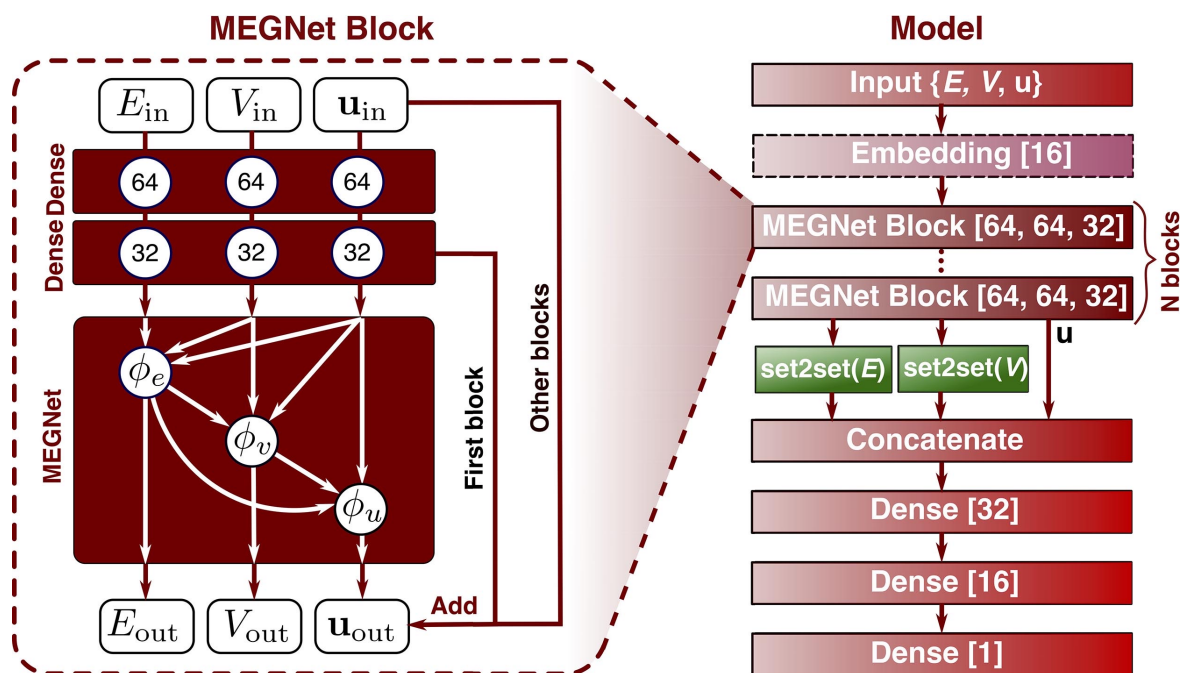 MEGNet Block
E_in V_in u_in
Dense
64 64 64
Dense
32 32 32
MEGNet
ϕ_e
ϕ_v
ϕ_u
First block
Other blocks
Add
E_out V_out u_out
Model
Input {E, V, u}
Embedding [16]
MEGNet Block [64, 64, 32]
MEGNet Block [64, 64, 32]
N blocks
u
set2set(E) set2set(V)
Concatenate
Dense [32]
Dense [16]
Dense [1]